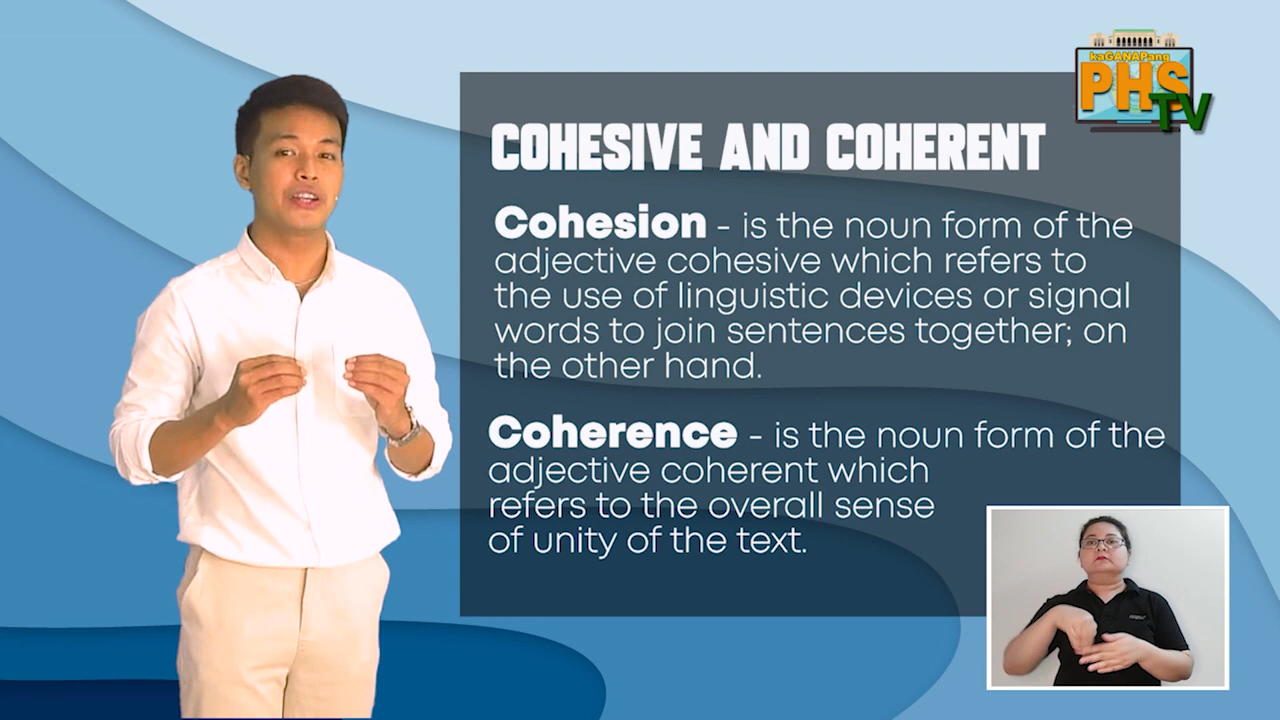 kaGANAPang
PHS
TV
COHESIVE AND COHERENT
Cohesion - is the noun form of the
adjective cohesive which refers to
the use of linguistic devices or signal
words to join sentences together; on
the other hand.
Coherence - is the noun form of the
adjective coherent which
refers to the overall sense
of unity of the text.